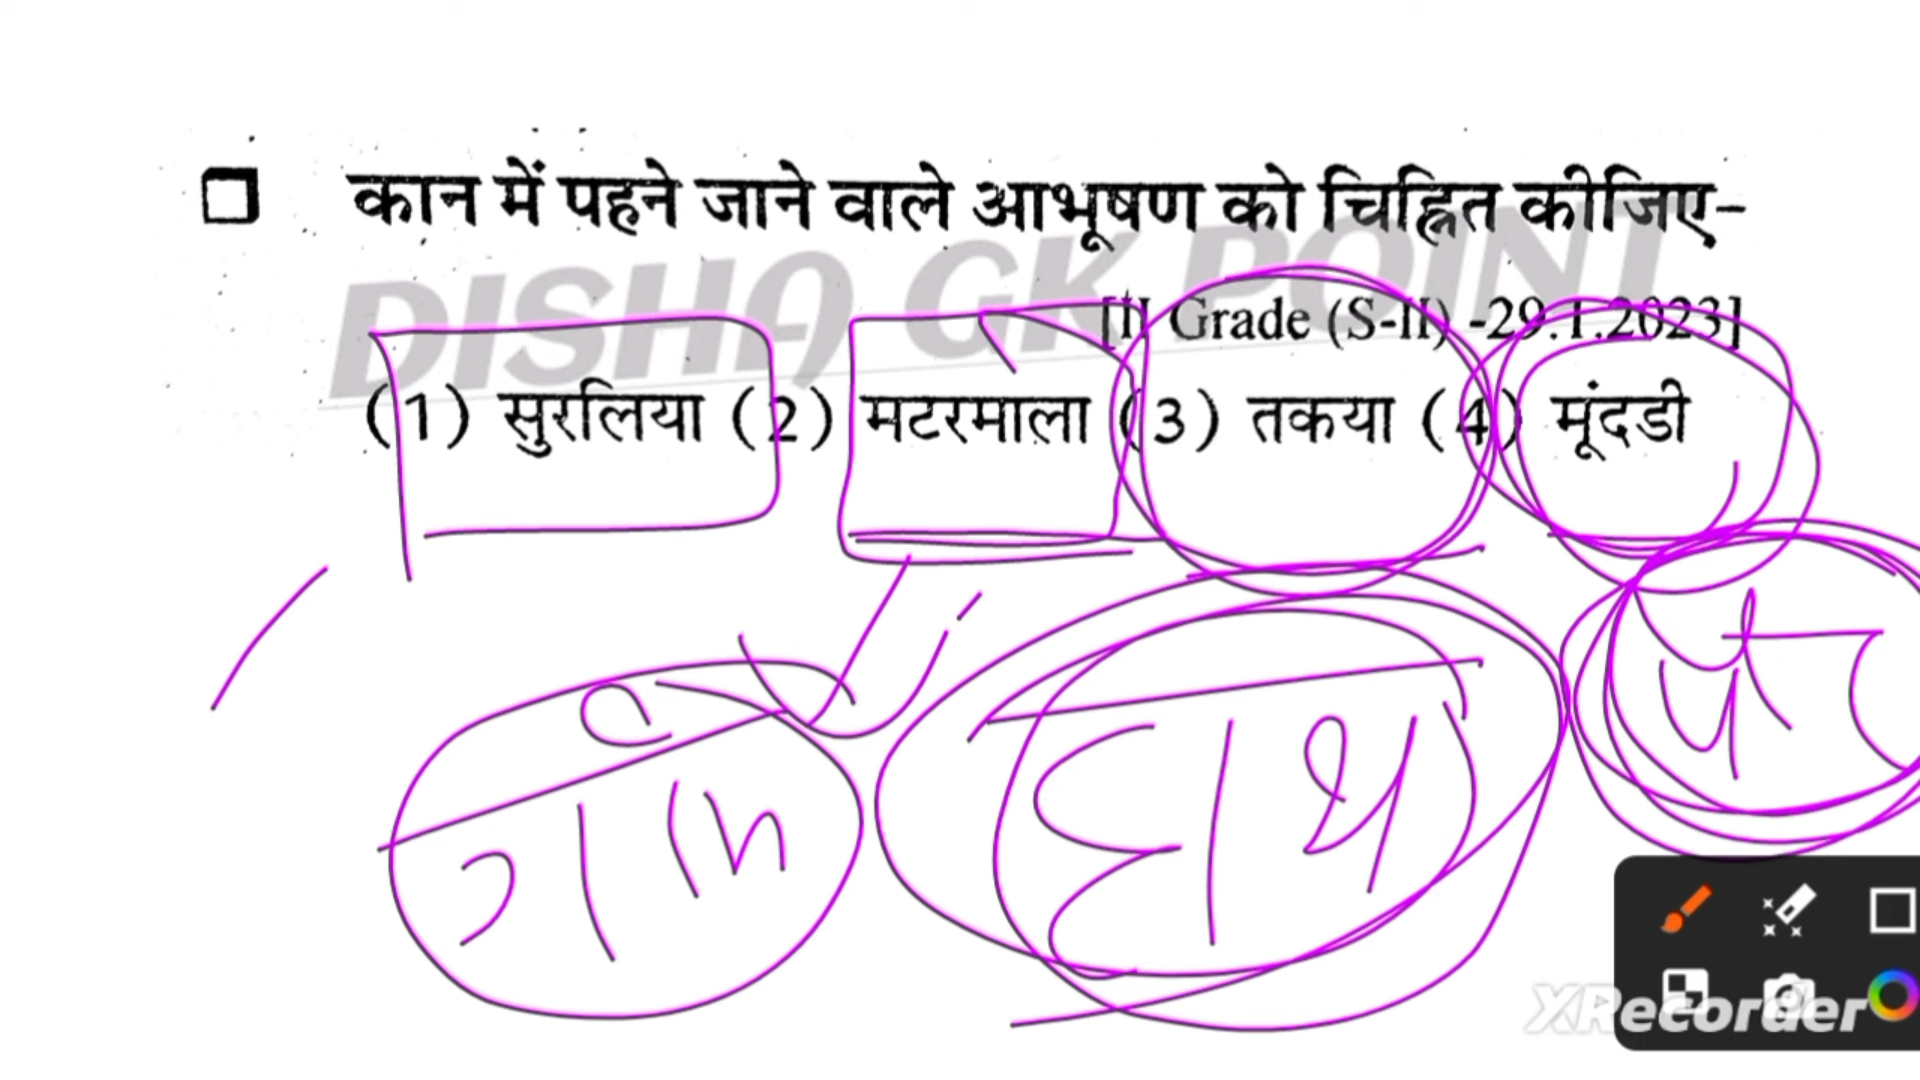 कान में पहने जाने वाले आभूषण को चिह्नित कीजिए–
DISHA GK POINT
[II Grade (S-II) -29.1.2023]
(1) सुरलिया (2) मटरमाला (3) तकया (4) मूंदडी
हाथ
XRecorder